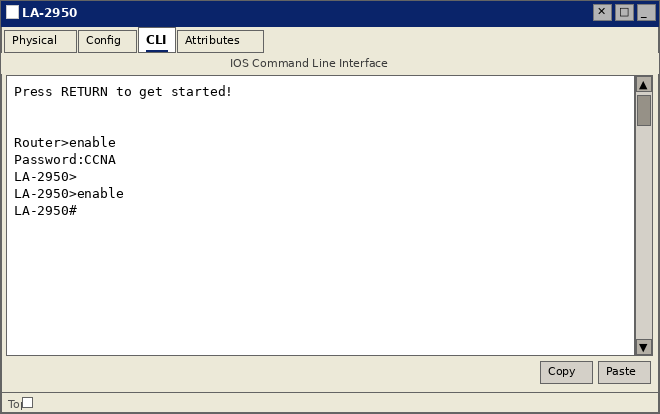 LA-2950
Physical Config CLI Attributes
IOS Command Line Interface
Press RETURN to get started!
Router>enable
Password:CCNA
LA-2950>
LA-2950>enable
LA-2950#
Copy Paste
Top